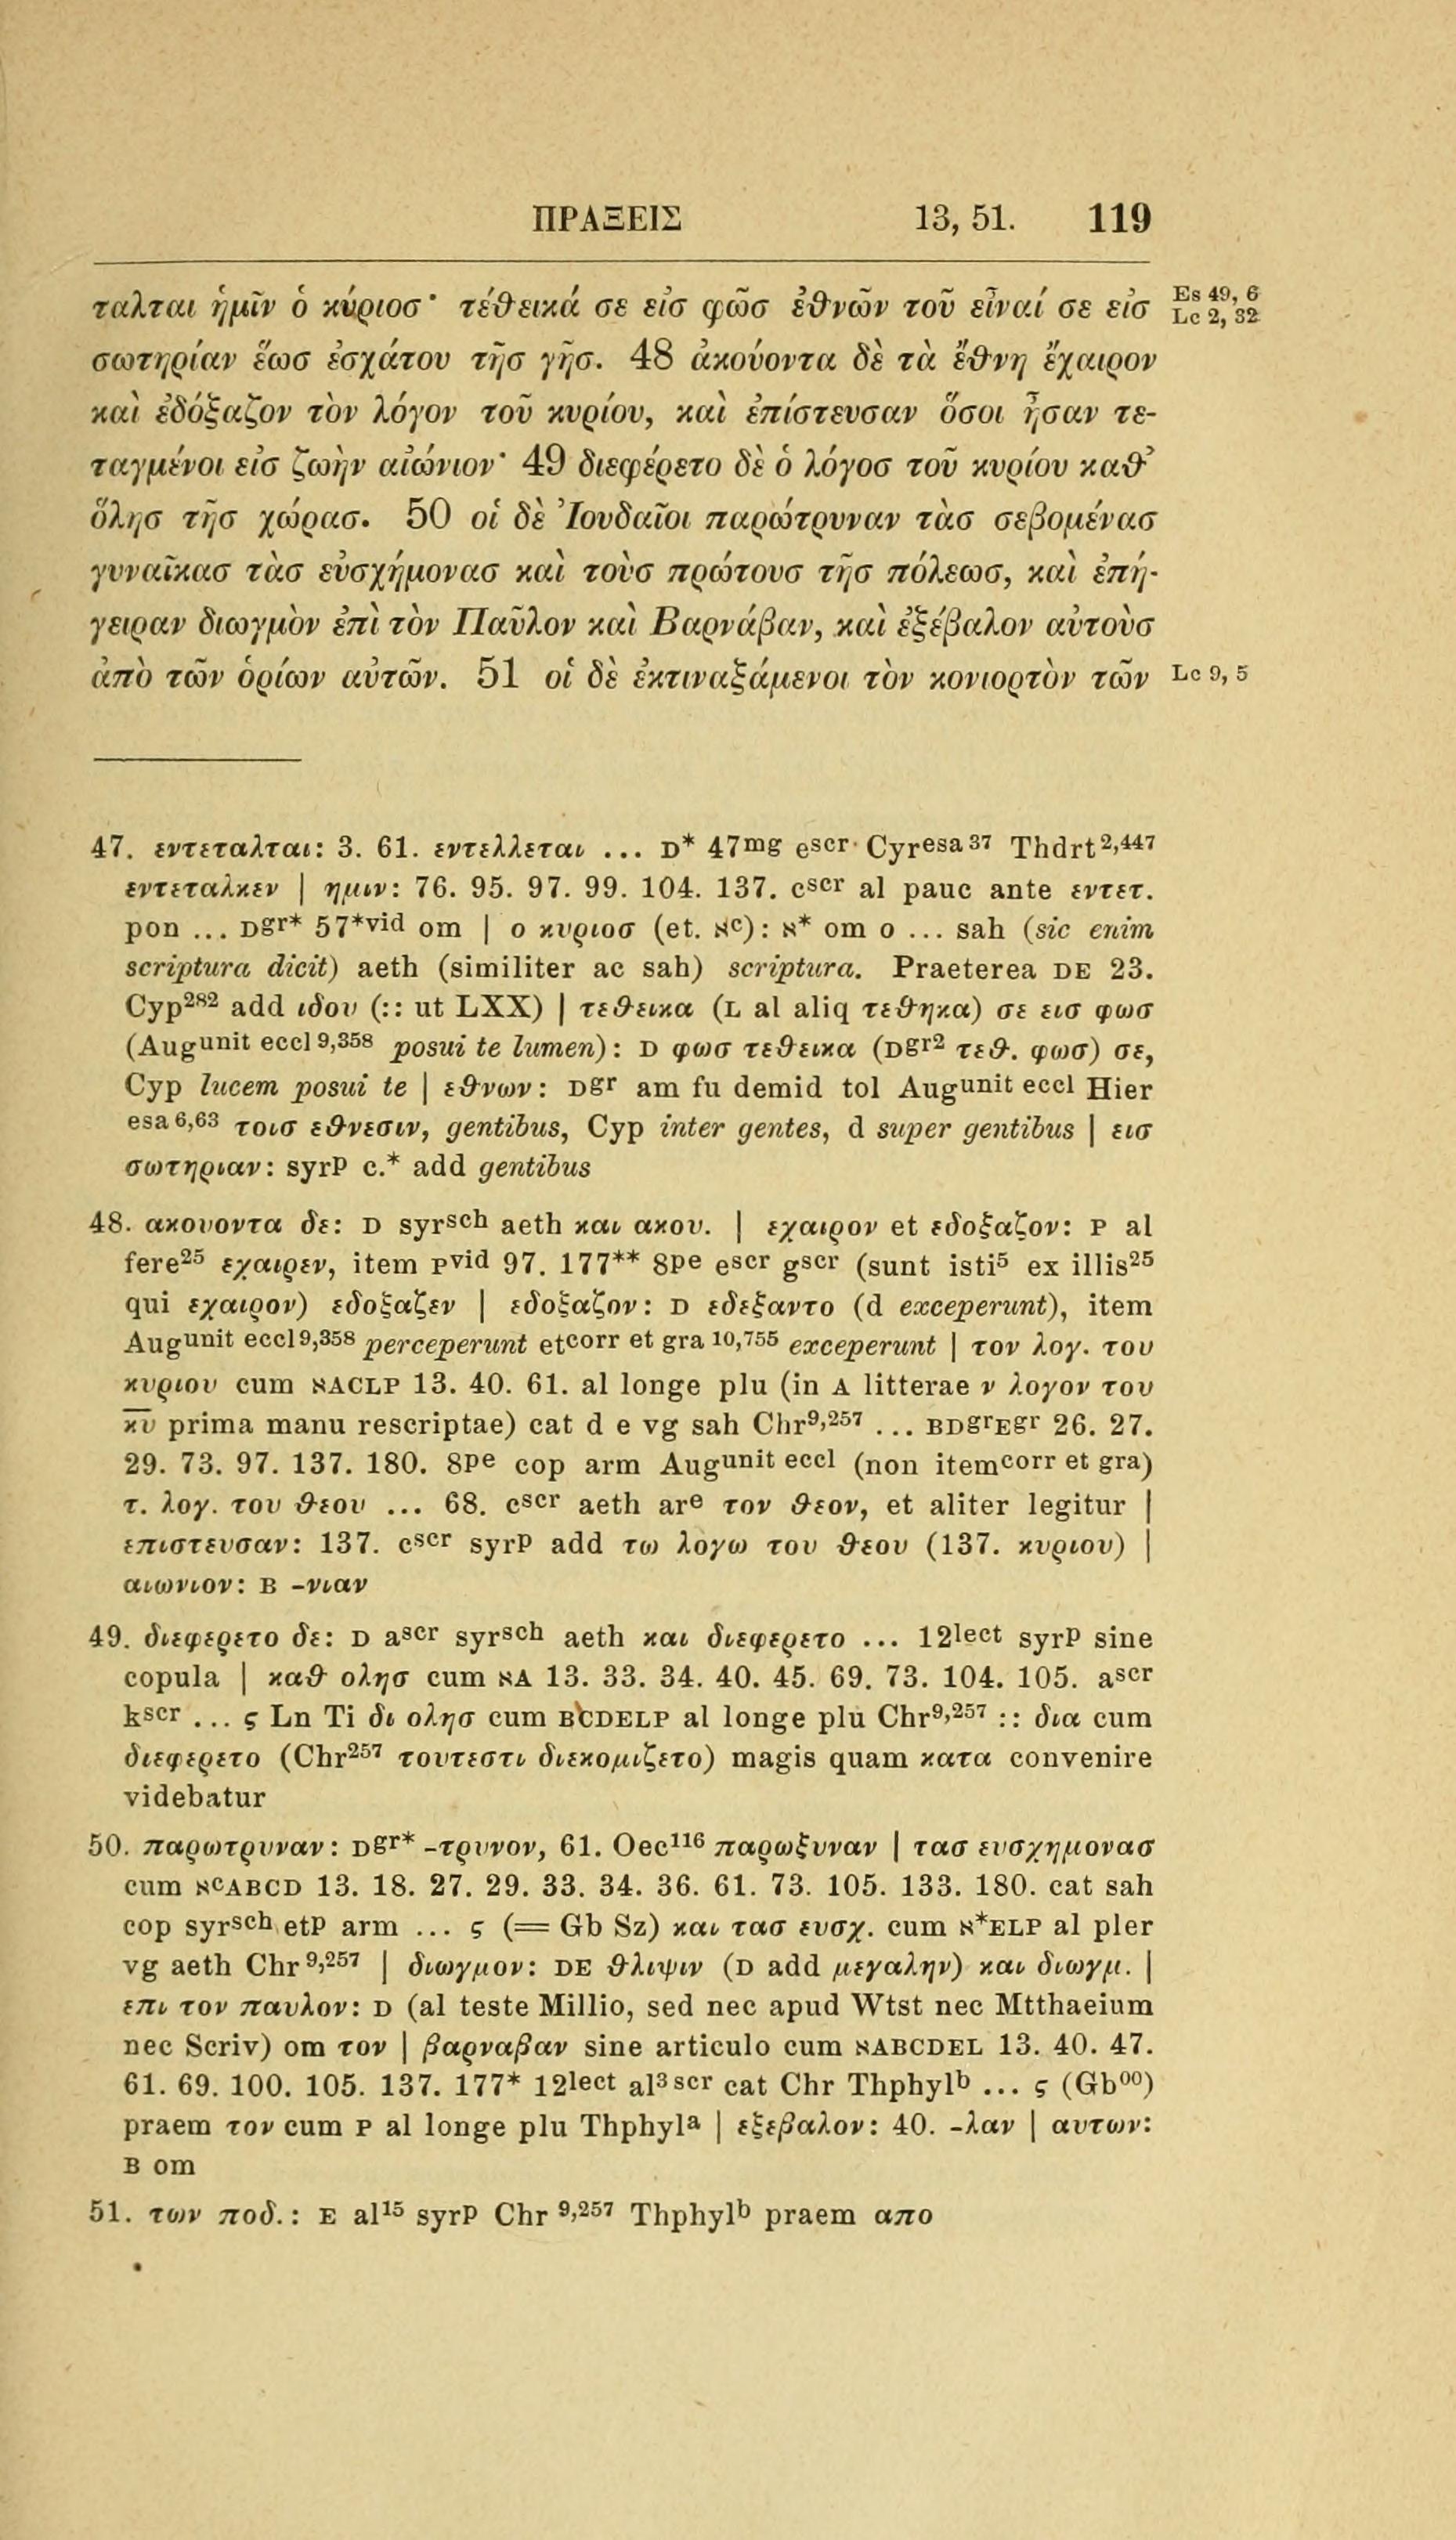 ΠΡΑΞΕΙΣ 13, 51. 119
ταλται ἡμῖν ὁ κύριοσ· τέθεικά σε εἰσ φῶσ ἐθνῶν τοῦ εἶναί σε εἰσ Es 49, 6 Lc 2, 32
σωτηρίαν ἕωσ ἐσχάτου τῆσ γῆσ. 48 ἀκούοντα δὲ τὰ ἔθνη ἔχαιρον
καὶ ἐδόξαζον τὸν λόγον τοῦ κυρίου, καὶ ἐπίστευσαν ὅσοι ἦσαν τε-
ταγμένοι εἰσ ζωὴν αἰώνιον· 49 διεφέρετο δὲ ὁ λόγοσ τοῦ κυρίου καθ’
ὅλησ τῆσ χώρασ. 50 οἱ δὲ Ἰουδαῖοι παρώτρυναν τὰσ σεβομένασ
γυναῖκασ τὰσ εὐσχήμονασ καὶ τοὺσ πρώτουσ τῆσ πόλεωσ, καὶ ἐπή-
γειραν διωγμὸν ἐπὶ τὸν Παῦλον καὶ Βαρνάβαν, καὶ ἐξέβαλον αὐτοὺσ
ἀπὸ τῶν ὁρίων αὐτῶν. 51 οἱ δὲ ἐκτιναξάμενοι τὸν κονιορτὸν τῶν Lc 9, 5
47. εντεταλται: 3. 61. εντελλεται ... D* 47mg escr Cyresa37 Thdrt2,447
εντεταλκεν | ημιν: 76. 95. 97. 99. 104. 137. cscr al pauc ante εντετ.
pon ... Dgr* 57*vid om | ο κυριοσ (et. אc): א* om ο ... sah (sic enim
scriptura dicit) aeth (similiter ac sah) scriptura. Praeterea DE 23.
Cyp282 add ιδου (:: ut LXX) | τεθεικα (L al aliq τεθηκα) σε εισ φωσ
(Augunit eccl 9,358 posui te lumen): D φωσ τεθεικα (Dgr2 τεθ. φωσ) σε,
Cyp lucem posui te | εθνων: Dgr am fu demid tol Augunit eccl Hier
esa 6,63 τοισ εθνεσιν, gentibus, Cyp inter gentes, d super gentibus | εισ
σωτηριαν: syrp c.* add gentibus
48. ακουοντα δε: D syrsch aeth και ακου. | εχαιρον et εδοξαζον: P al
fere25 εχαιρεν, item Pvid 97. 177** 8pe escr gscr (sunt isti5 ex illis25
qui εχαιρον) εδοξαζεν | εδοξαζον: D εδεξαντο (d exceperunt), item
Augunit eccl 9,358 perceperunt etcorr et gra 10,755 exceperunt | τον λογ. του
κυριου cum אACLP 13. 40. 61. al longe plu (in A litterae ν λογον του
κ̅υ̅ prima manu rescriptae) cat d e vg sah Chr9,257 ... BDgrEgr 26. 27.
29. 73. 97. 137. 180. 8pe cop arm Augunit eccl (non itemcorr et gra)
τ. λογ. του θεου ... 68. cscr aeth are τον θεον, et aliter legitur |
επιστευσαν: 137. cscr syrp add τω λογω του θεου (137. κυριου) |
αιωνιον: B -νιαν
49. διεφερετο δε: D ascr syrsch aeth και διεφερετο ... 12lect syrp sine
copula | καθ ολησ cum אA 13. 33. 34. 40. 45. 69. 73. 104. 105. ascr
kscr ... ϛ Ln Ti δι ολησ cum BCDELP al longe plu Chr9,257 :: δια cum
διεφερετο (Chr257 τουτεστι διεκομιζετο) magis quam κατα convenire
videbatur
50. παρωτρυναν: Dgr* -τρυνον, 61. Oec116 παρωξυναν | τασ ευσχημονασ
cum אcABCD 13. 18. 27. 29. 33. 34. 36. 61. 73. 105. 133. 180. cat sah
cop syrsch etp arm ... ϛ (= Gb Sz) και τασ ευσχ. cum א*ELP al pler
vg aeth Chr 9,257 | διωγμον: DE θλιψιν (D add μεγαλην) και διωγμ. |
επι τον παυλον: D (al teste Millio, sed nec apud Wtst nec Mtthaeium
nec Scriv) om τον | βαρναβαν sine articulo cum אABCDEL 13. 40. 47.
61. 69. 100. 105. 137. 177* 12lect al3 scr cat Chr Thphylb ... ϛ (Gb00)
praem τον cum P al longe plu Thphyla | εξεβαλον: 40. -λαν | αυτων:
B om
51. των ποδ.: E al15 syrp Chr 9,257 Thphylb praem απο